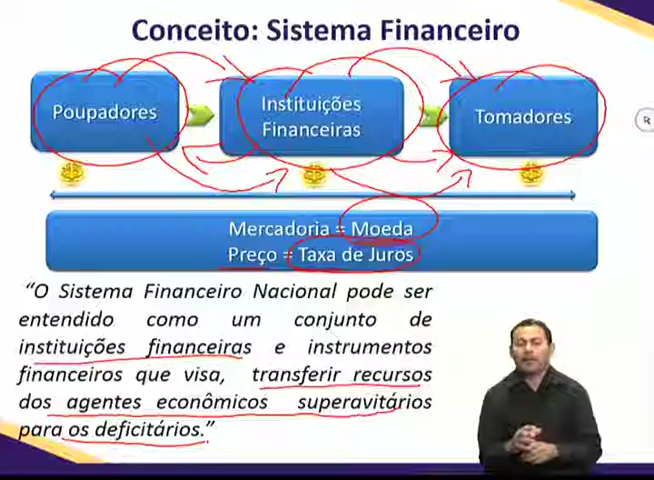 Conceito: Sistema Financeiro
Poupadores
Instituições
Financeiras
Tomadores
Mercadoria = Moeda
Preço = Taxa de Juros
“O Sistema Financeiro Nacional pode ser
entendido como um conjunto de
instituições financeiras e instrumentos
financeiros que visa, transferir recursos
dos agentes econômicos superavitários
para os deficitários.”